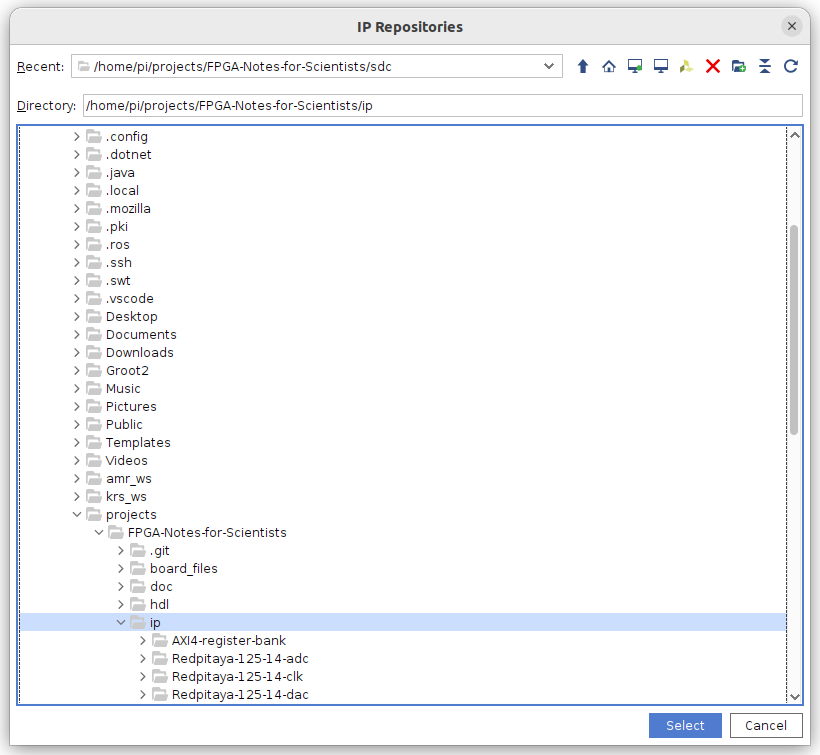 IP Repositories
Recent: /home/pi/projects/FPGA-Notes-for-Scientists/sdc
Directory: /home/pi/projects/FPGA-Notes-for-Scientists/ip
.config
.dotnet
.java
.local
.mozilla
.pki
.ros
.ssh
.swt
.vscode
Desktop
Documents
Downloads
Groot2
Music
Pictures
Public
Templates
Videos
amr_ws
krs_ws
projects
FPGA-Notes-for-Scientists
.git
board_files
doc
hdl
ip
AXI4-register-bank
Redpitaya-125-14-adc
Redpitaya-125-14-clk
Redpitaya-125-14-dac
Select Cancel